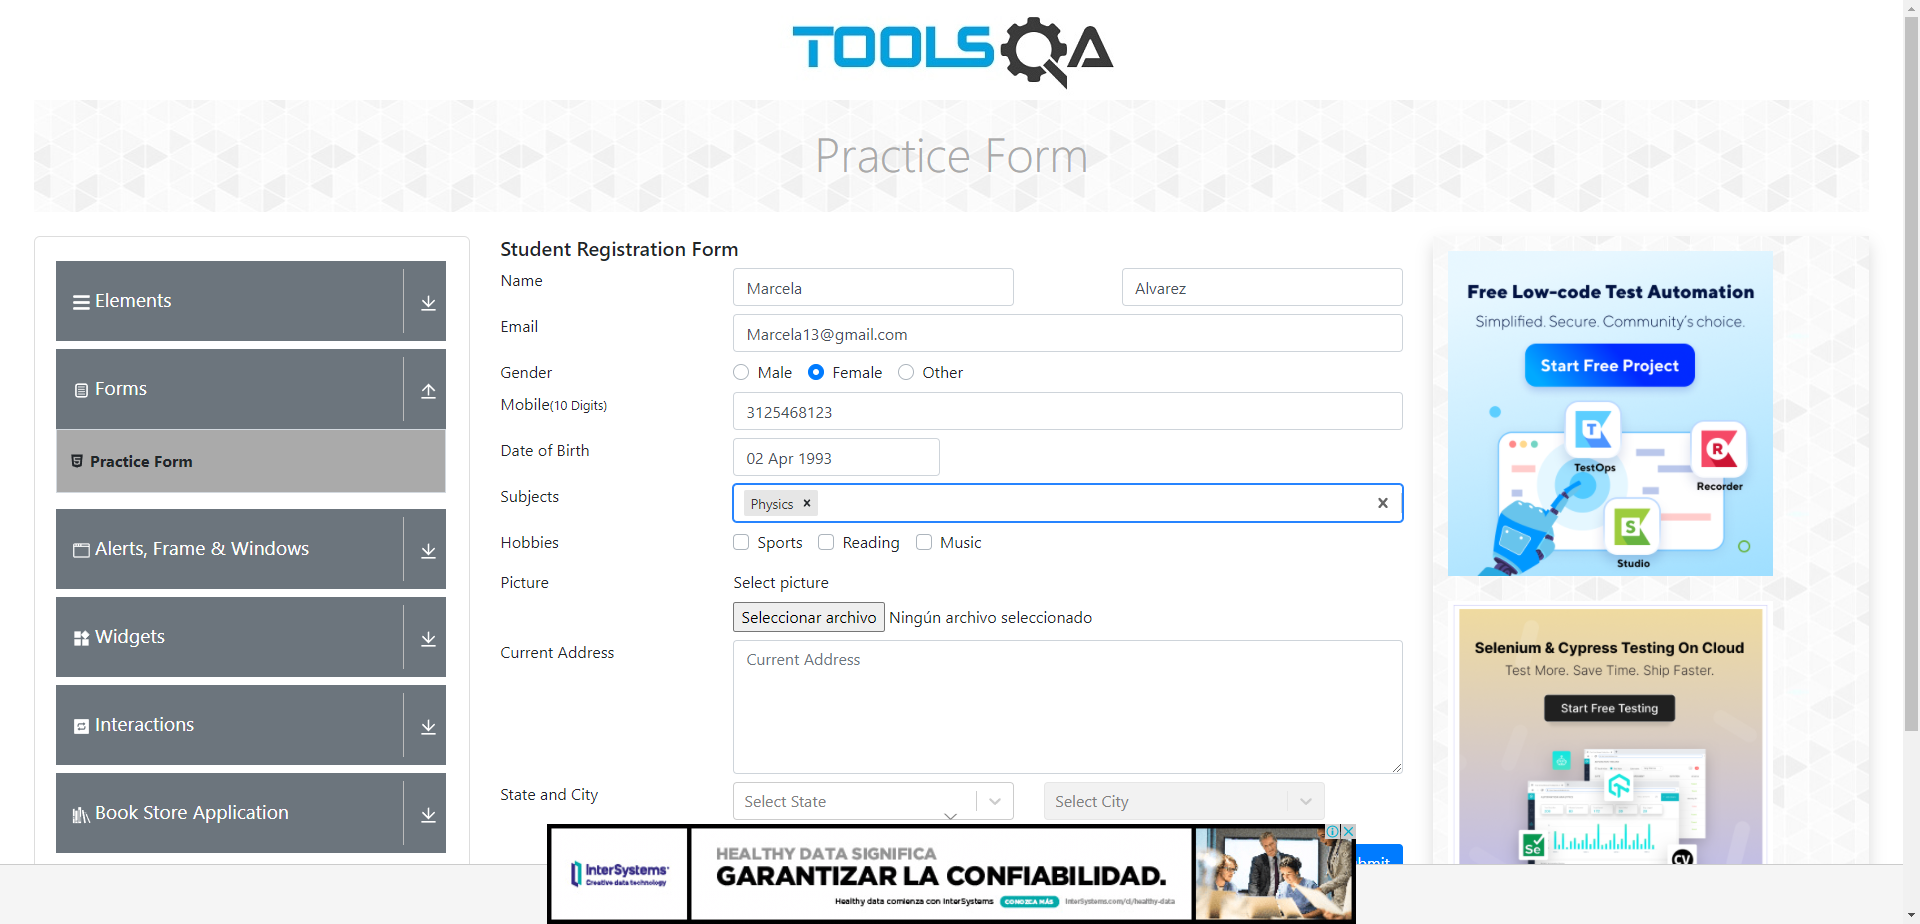 TOOLSQA
Practice Form
Elements
Forms
Practice Form
Alerts, Frame & Windows
Widgets
Interactions
Book Store Application
Student Registration Form
Name
Marcela
Alvarez
Email
Marcela13@gmail.com
Gender
Male
Female
Other
Mobile(10 Digits)
3125468123
Date of Birth
02 Apr 1993
Subjects
Physics ×
Hobbies
Sports
Reading
Music
Picture
Select picture
Seleccionar archivo Ningún archivo seleccionado
Current Address
Current Address
State and City
Select State
Select City
Free Low-code Test Automation
Simplified. Secure. Community's choice.
Start Free Project
T
TestOps
R
Recorder
S
Studio
Selenium & Cypress Testing On Cloud
Test More. Save Time. Ship Faster.
Start Free Testing
Se
CV
InterSystems
Creative data technology
HEALTHY DATA SIGNIFICA
GARANTIZAR LA CONFIABILIDAD.
Healthy data comienza con InterSystems CONOZCA MÁS InterSystems.com/cl/healthy-data